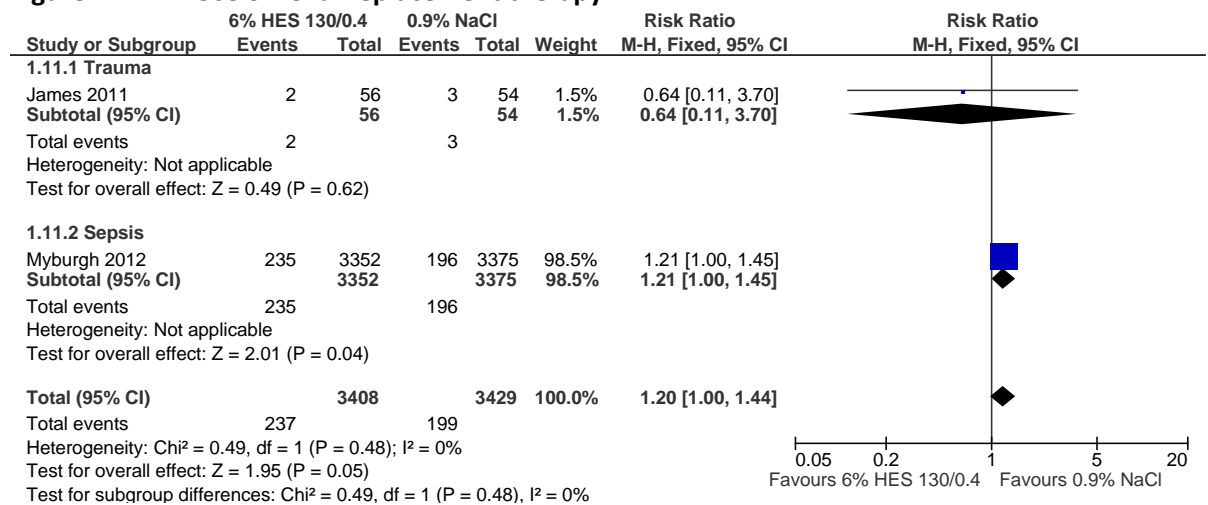 6% HES 130/0.4 0.9% NaCl Risk Ratio Risk Ratio
Study or Subgroup Events Total Events Total Weight M-H, Fixed, 95% CI M-H, Fixed, 95% CI
1.11.1 Trauma
James 2011 2 56 3 54 1.5% 0.64 [0.11, 3.70]
Subtotal (95% CI) 56 54 1.5% 0.64 [0.11, 3.70]
Total events 2 3
Heterogeneity: Not applicable
Test for overall effect: Z = 0.49 (P = 0.62)
1.11.2 Sepsis
Myburgh 2012 235 3352 196 3375 98.5% 1.21 [1.00, 1.45]
Subtotal (95% CI) 3352 3375 98.5% 1.21 [1.00, 1.45]
Total events 235 196
Heterogeneity: Not applicable
Test for overall effect: Z = 2.01 (P = 0.04)
Total (95% CI) 3408 3429 100.0% 1.20 [1.00, 1.44]
Total events 237 199
Heterogeneity: Chi² = 0.49, df = 1 (P = 0.48); I² = 0%
Test for overall effect: Z = 1.95 (P = 0.05)
Test for subgroup differences: Chi² = 0.49, df = 1 (P = 0.48), I² = 0%
0.05 0.2 1 5 20
Favours 6% HES 130/0.4 Favours 0.9% NaCl